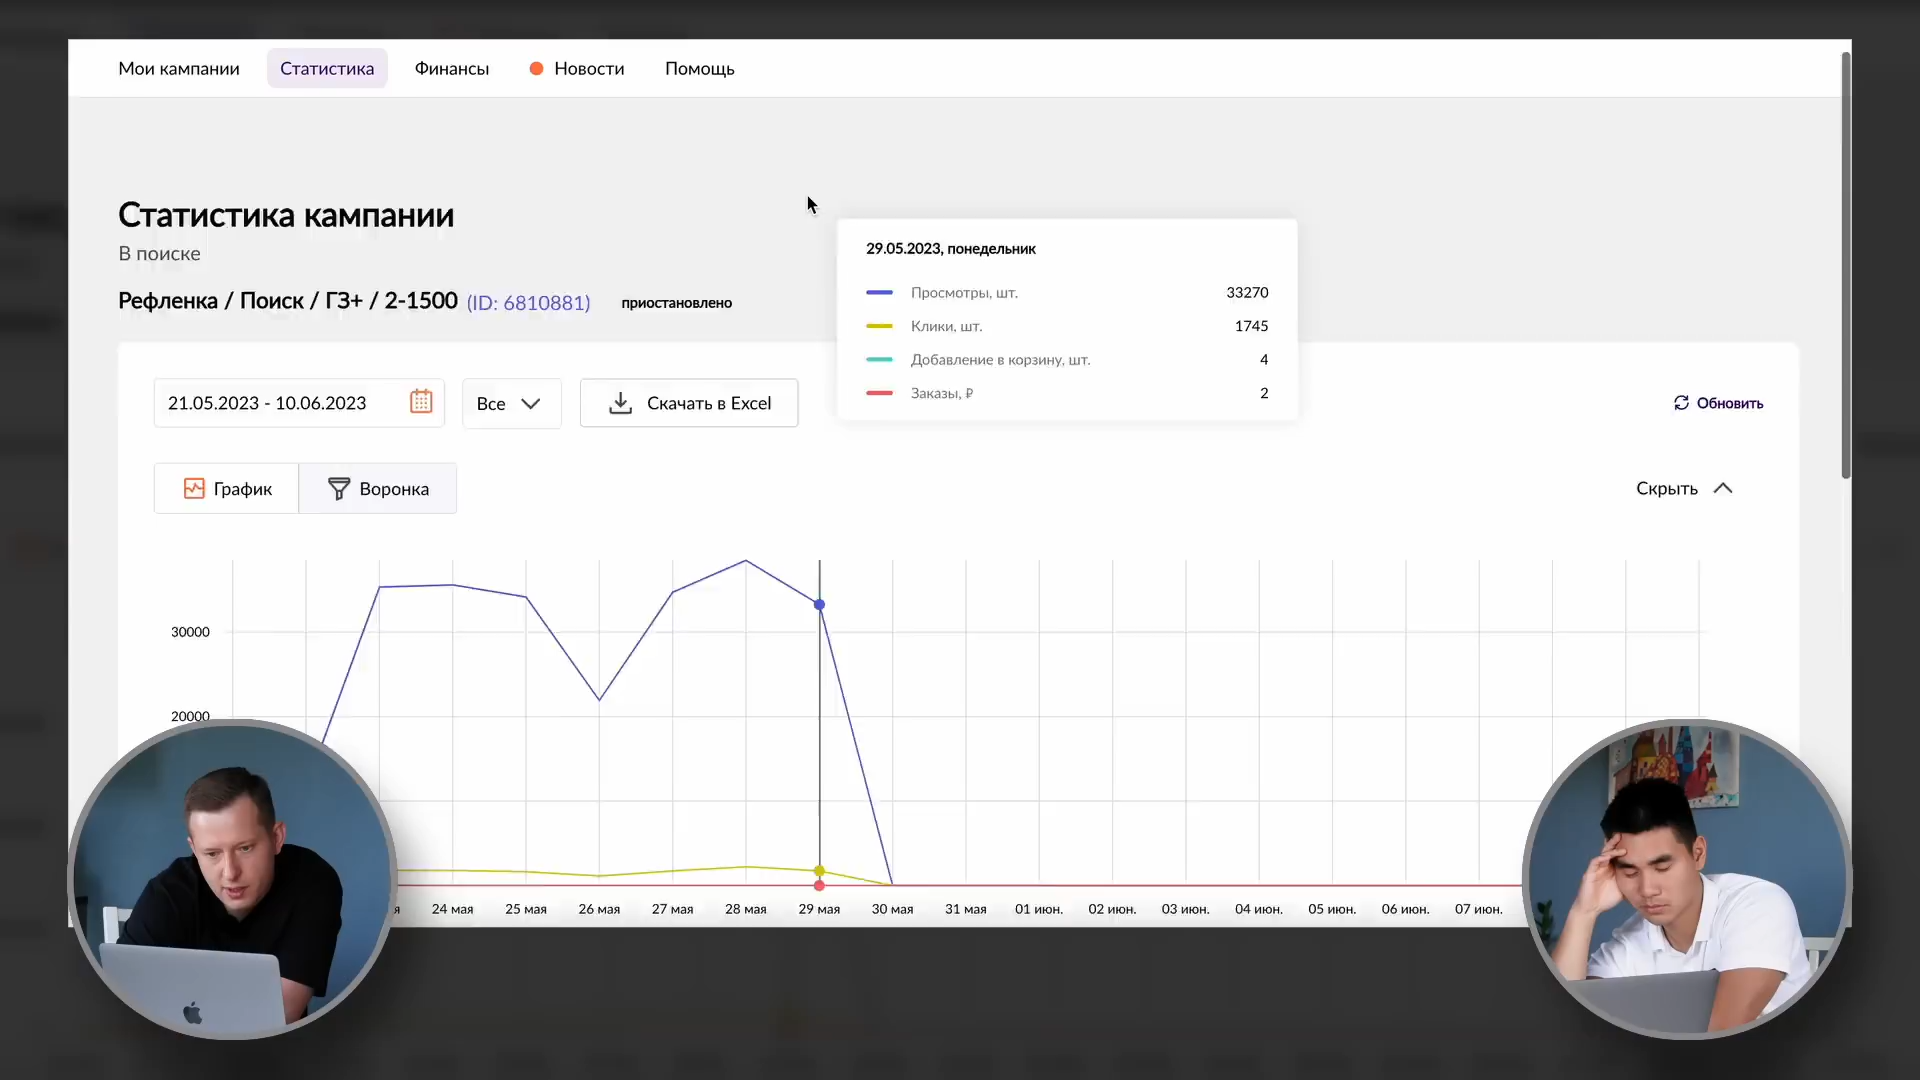 Мои кампании
Статистика
Финансы
Новости
Помощь
Статистика кампании
В поиске
Рефленка / Поиск / ГЗ+ / 2-1500 (ID: 6810881) приостановлено
29.05.2023, понедельник
Просмотры, шт. 33270
Клики, шт. 1745
Добавление в корзину, шт. 4
Заказы, ₽ 2
21.05.2023 - 10.06.2023
Все
Скачать в Excel
Обновить
График
Воронка
Скрыть
30000
20000
24 мая 25 мая 26 мая 27 мая 28 мая 29 мая 30 мая 31 мая 01 июн. 02 июн. 03 июн. 04 июн. 05 июн. 06 июн. 07 июн.